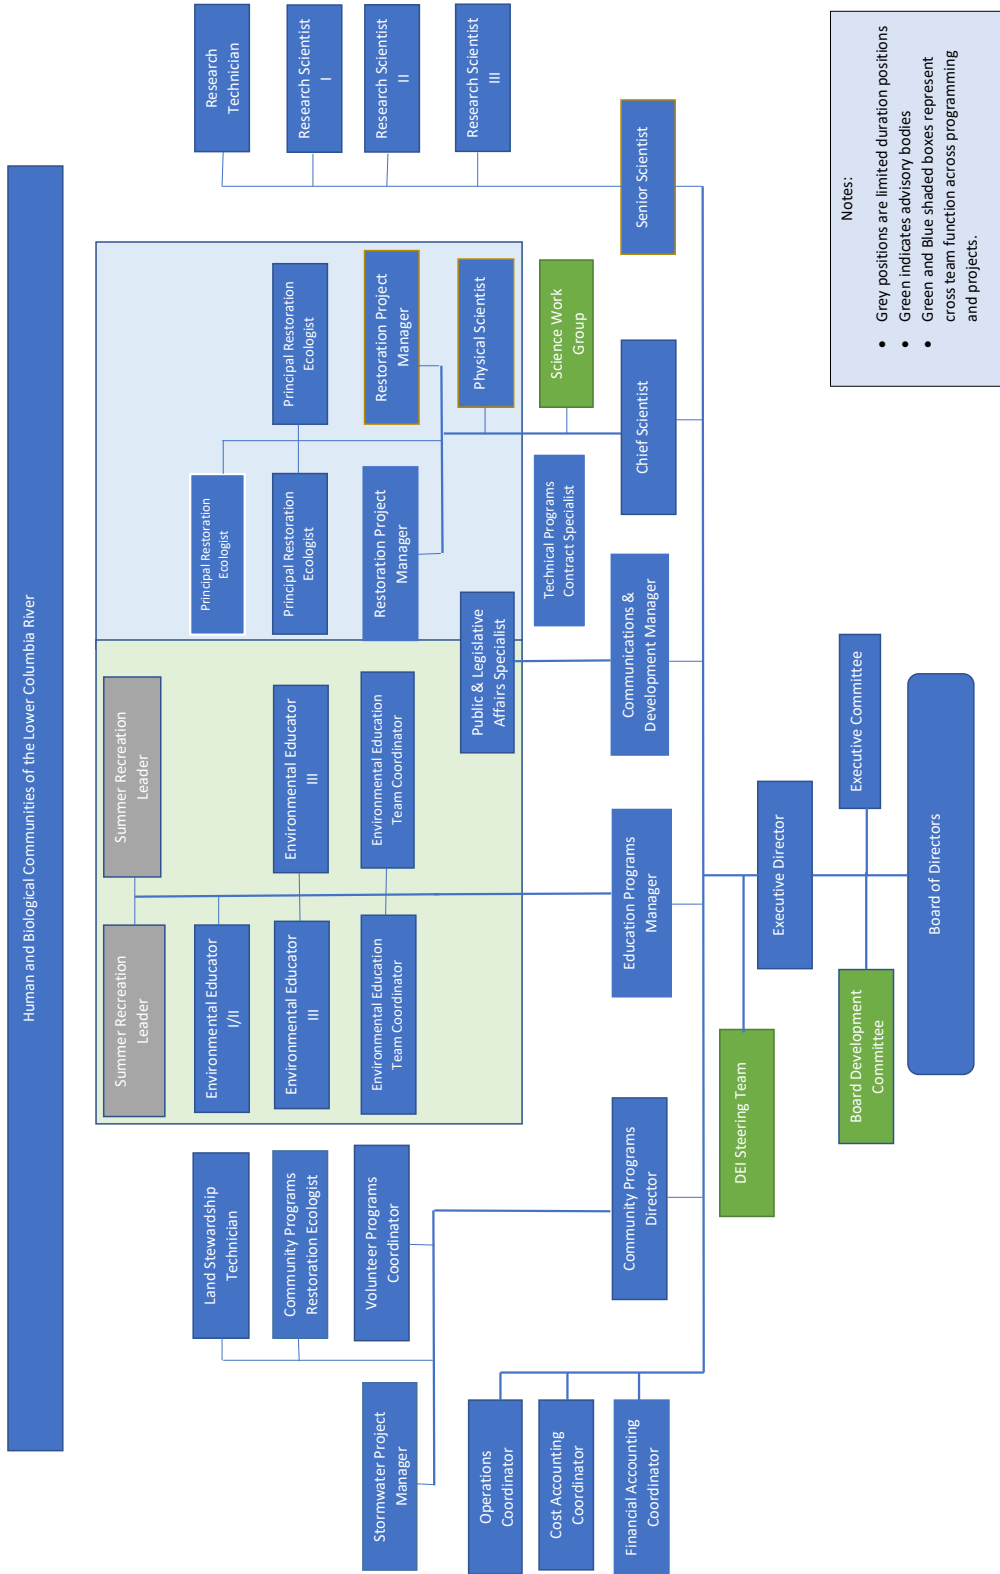 Human and Biological Communities of the Lower Columbia River
Summer Recreation
Leader
Summer Recreation
Leader
Land Stewardship
Technician
Environmental Educator
I/II
Principal Restoration
Ecologist
Research
Technician
Community Programs
Restoration Ecologist
Environmental Educator
III
Environmental Educator
III
Principal Restoration
Ecologist
Principal Restoration
Ecologist
Research Scientist
I
Stormwater Project
Manager
Volunteer Programs
Coordinator
Environmental Education
Team Coordinator
Environmental Education
Team Coordinator
Restoration Project
Manager
Restoration Project
Manager
Research Scientist
II
Operations
Coordinator
Public & Legislative
Affairs Specialist
Physical Scientist
Research Scientist
III
Cost Accounting
Coordinator
Technical Programs
Contract Specialist
Science Work
Group
Financial Accounting
Coordinator
Community Programs
Director
Education Programs
Manager
Communications &
Development Manager
Chief Scientist
Senior Scientist
DEI Steering Team
Executive Director
Board Development
Committee
Executive Committee
Board of Directors
Notes:
• Grey positions are limited duration positions
• Green indicates advisory bodies
• Green and Blue shaded boxes represent
cross team function across programming
and projects.